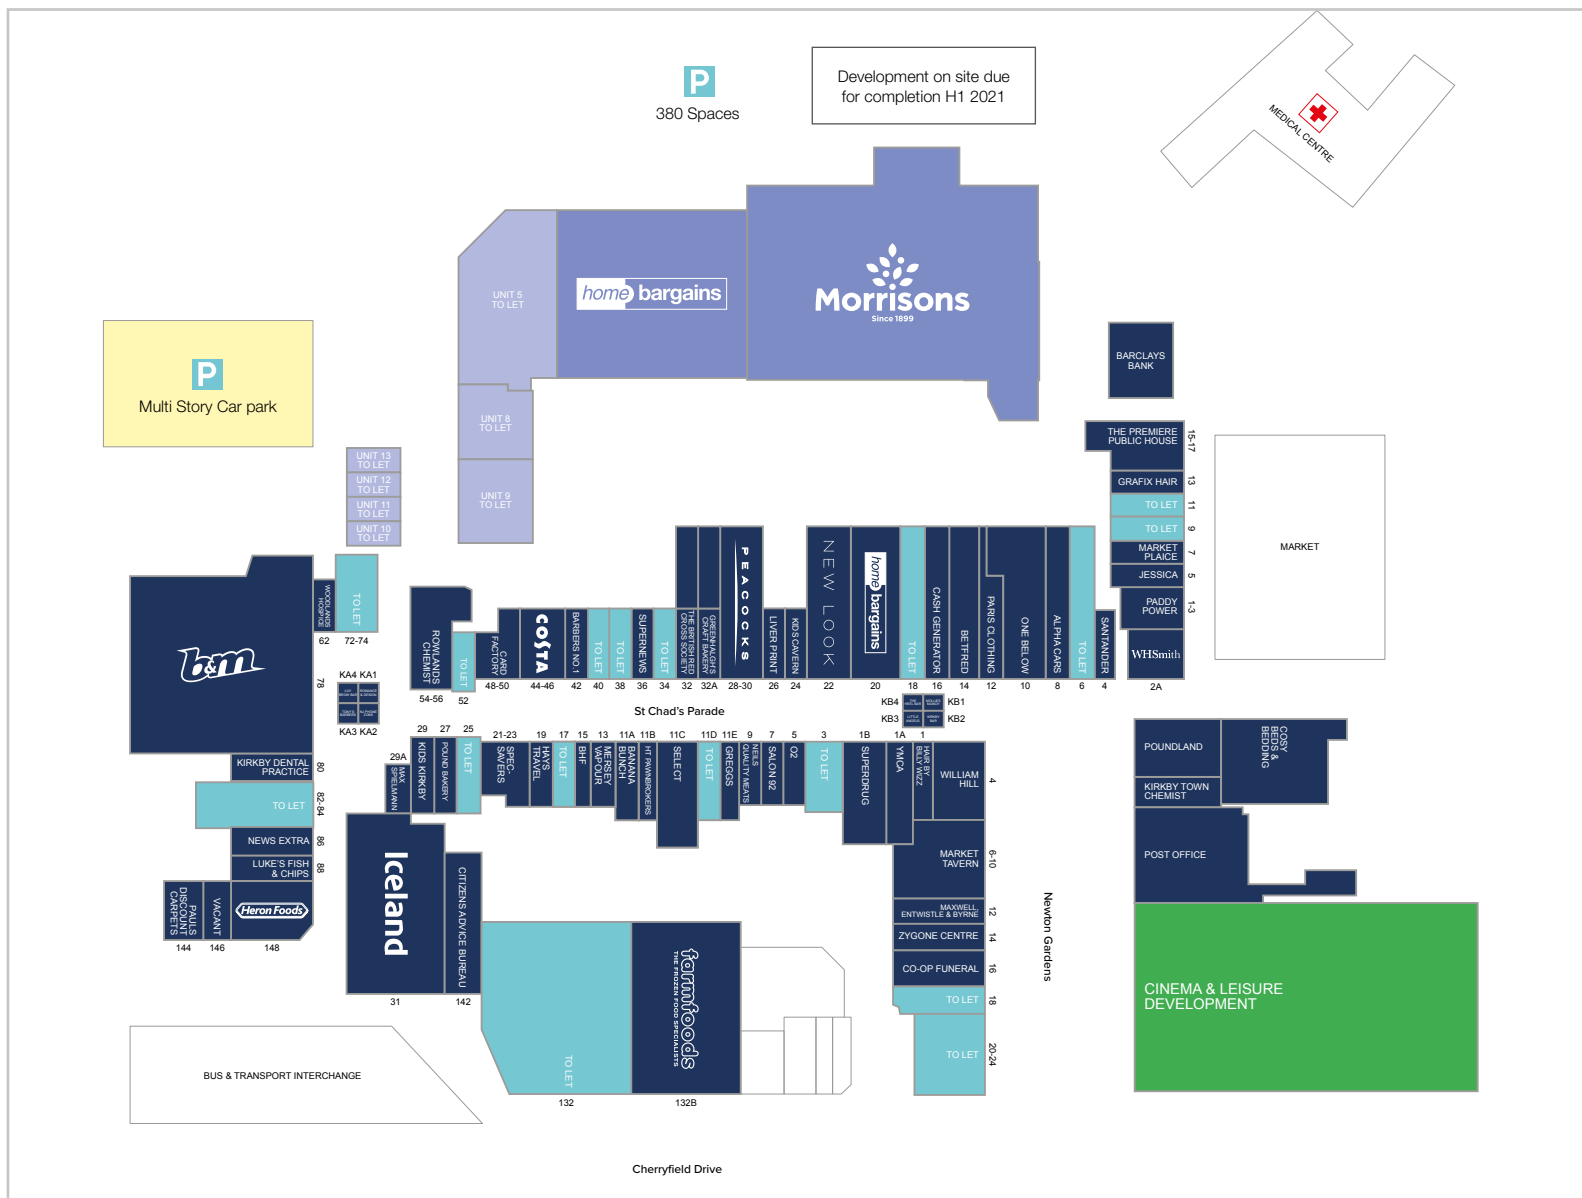 P
380 Spaces
Development on site due
for completion H1 2021
MEDICAL CENTRE
UNIT 5
TO LET
home bargains
Morrisons
Since 1899
P
Multi Story Car park
UNIT 8
TO LET
UNIT 9
TO LET
UNIT 13
TO LET
UNIT 12
TO LET
UNIT 11
TO LET
UNIT 10
TO LET
BARCLAYS
BANK
THE PREMIERE
PUBLIC HOUSE
15-17
GRAFIX HAIR
13
TO LET
11
TO LET
9
MARKET
PLAICE
7
JESSICA
5
PADDY
POWER
1-3
WHSmith
2A
MARKET
b&m
78
WOODLANDS
HOSPICE
62
TO LET
72-74
KA4 KA1
KA3 KA2
ROWLANDS
CHEMIST
54-56
TO LET
52
CARD
FACTORY
48-50
COSTA
44-46
BARBERS NO.1
42
TO LET
40
TO LET
38
SUPERNEWS
36
TO LET
34
THE BRITISH RED
CROSS SOCIETY
32
GREENHALGH'S
CRAFT BAKERY
32A
PEACOCKS
28-30
LIVER PRINT
26
KIDS CAVERN
24
NEW LOOK
22
home bargains
20
TO LET
18
CASH GENERATOR
16
BETFRED
14
PARIS CLOTHING
12
ONE BELOW
10
ALPHA CARS
8
TO LET
6
SANTANDER
4
St Chad's Parade
KB4
KB1
KB3
KB2
29A
MAX
SPIELMANN
29
KIDS KIRKBY
27
POUND BAKERY
25
TO LET
21-23
SPEC-
SAVERS
19
HAYS
TRAVEL
17
TO LET
15
BHF
13
MERSEY
VAPOUR
11A
BANANA
BUNCH
11B
HT PAWNBROKERS
11C
SELECT
11D
TO LET
11E
GREGGS
9
NEILS
QUALITY MEATS
7
SALON 92
5
O2
3
TO LET
1B
SUPERDRUG
1A
YMCA
1
HAIR BY
BILLY WIZZ
WILLIAM
HILL
4
MARKET
TAVERN
6-10
MAXWELL,
ENTWISTLE & BYRNE
12
ZYGONE CENTRE
14
CO-OP FUNERAL
16
TO LET
18
TO LET
20-24
Newton Gardens
POUNDLAND
COSY
BEDS &
BEDDING
KIRKBY TOWN
CHEMIST
POST OFFICE
CINEMA & LEISURE
DEVELOPMENT
KIRKBY DENTAL
PRACTICE
80
TO LET
82-84
NEWS EXTRA
86
LUKE'S FISH
& CHIPS
88
PAULS
DISCOUNT
CARPETS
144
VACANT
146
Heron Foods
148
Iceland
31
CITIZENS ADVICE BUREAU
142
TO LET
132
farmfoods
THE FROZEN FOOD SPECIALISTS
132B
BUS & TRANSPORT INTERCHANGE
Cherryfield Drive